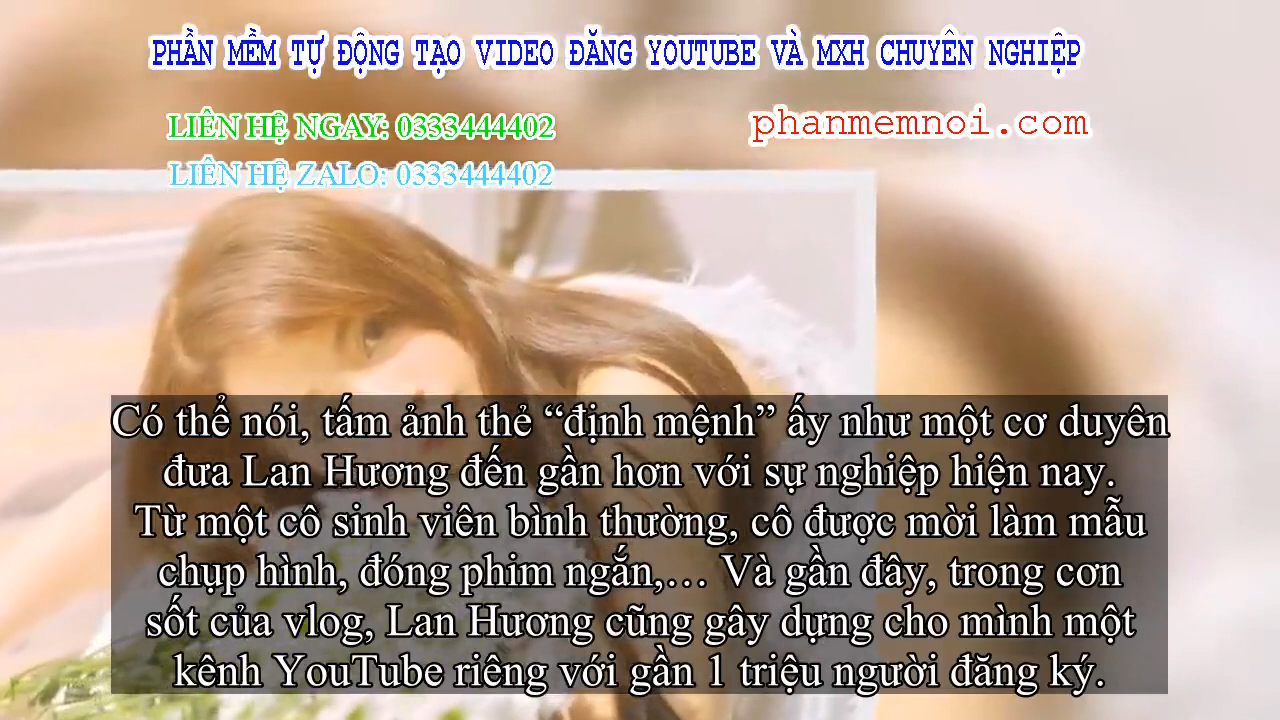 PHẦN MỀM TỰ ĐỘNG TẠO VIDEO ĐĂNG YOUTUBE VÀ MXH CHUYÊN NGHIỆP
LIÊN HỆ NGAY: 0333444402
phanmemnoi.com
LIÊN HỆ ZALO: 0333444402
Có thể nói, tấm ảnh thẻ “định mệnh” ấy như một cơ duyên
đưa Lan Hương đến gần hơn với sự nghiệp hiện nay.
Từ một cô sinh viên bình thường, cô được mời làm mẫu
chụp hình, đóng phim ngắn,… Và gần đây, trong cơn
sốt của vlog, Lan Hương cũng gây dựng cho mình một
kênh YouTube riêng với gần 1 triệu người đăng ký.